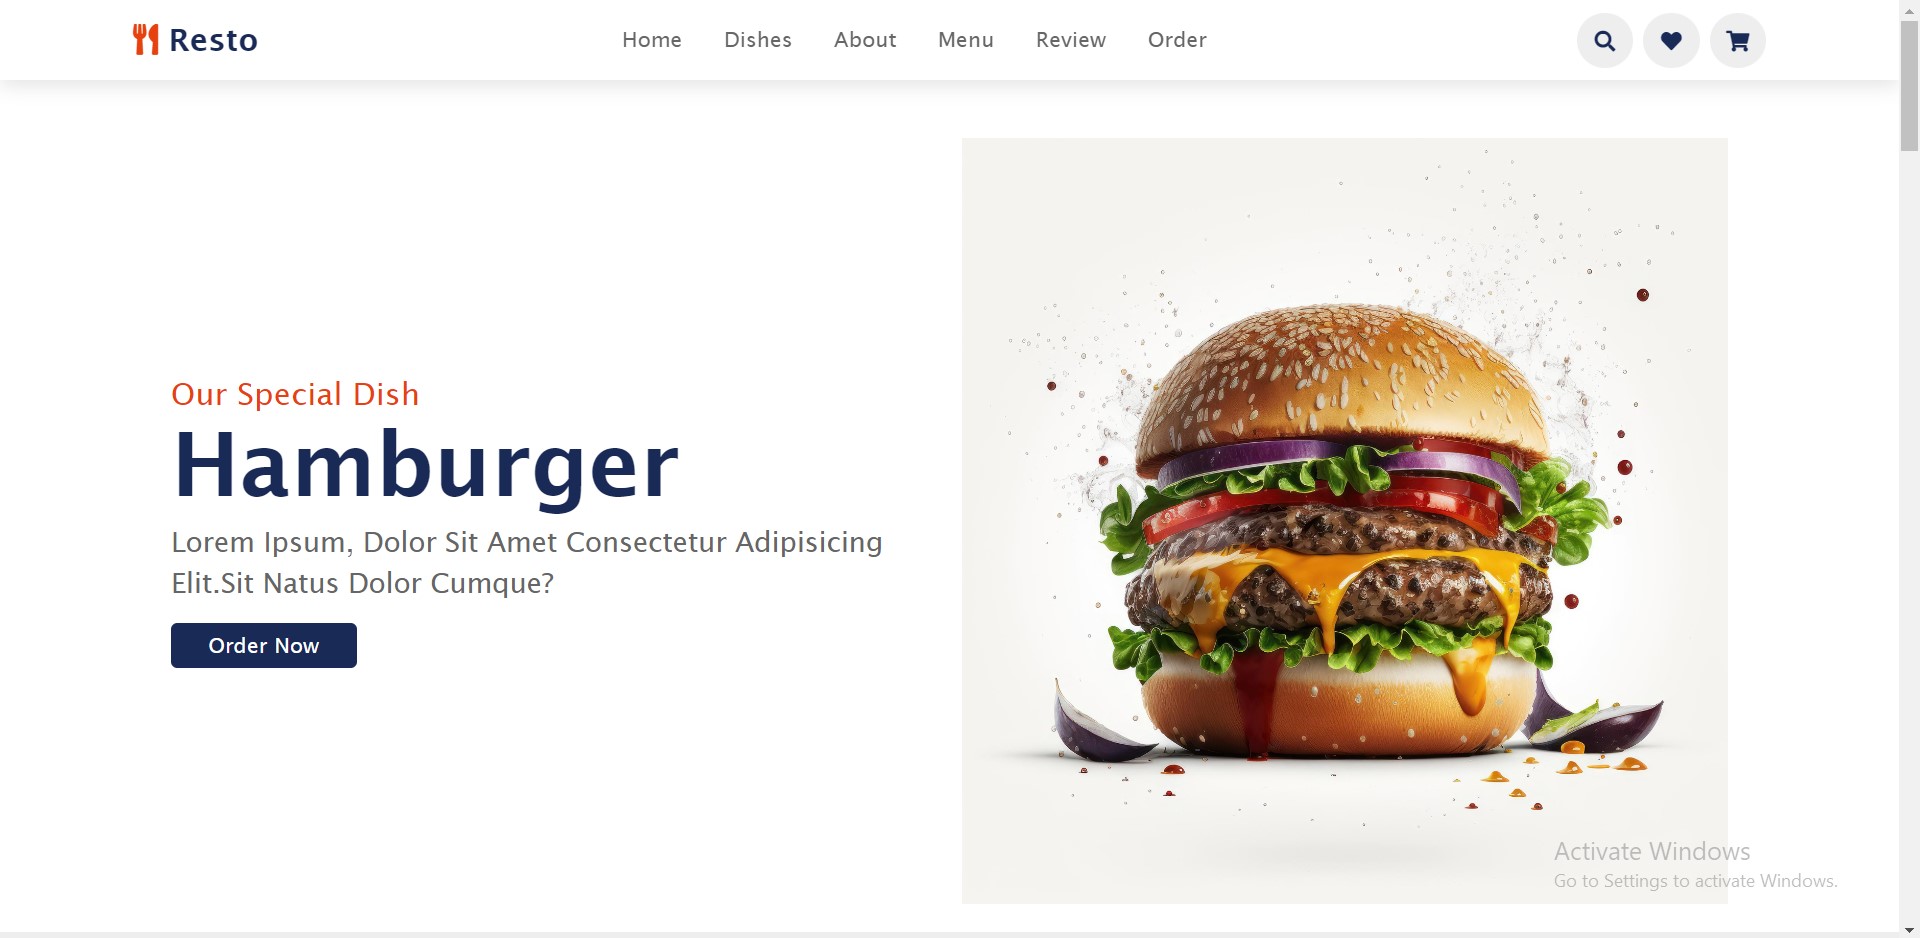 Resto
Home Dishes About Menu Review Order
Our Special Dish
Hamburger
Lorem Ipsum, Dolor Sit Amet Consectetur Adipisicing
Elit.Sit Natus Dolor Cumque?
Order Now
Activate Windows
Go to Settings to activate Windows.